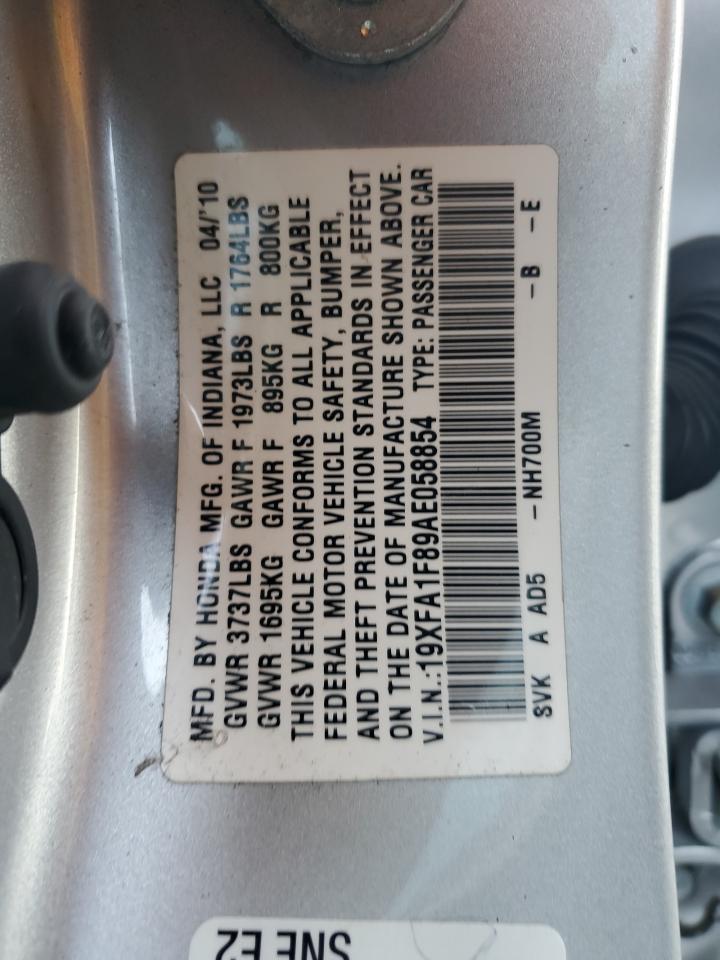 MFD. BY HONDA MFG. OF INDIANA, LLC 04/'10
GVWR 3737LBS GAWR F 1973LBS R 1764LBS
GVWR 1695KG GAWR F 895KG R 800KG
THIS VEHICLE CONFORMS TO ALL APPLICABLE
FEDERAL MOTOR VEHICLE SAFETY, BUMPER,
AND THEFT PREVENTION STANDARDS IN EFFECT
ON THE DATE OF MANUFACTURE SHOWN ABOVE.
V.I.N.:19XFA1F89AE058854 TYPE: PASSENGER CAR
SVK A AD5 -NH700M -B -E
SNE E2